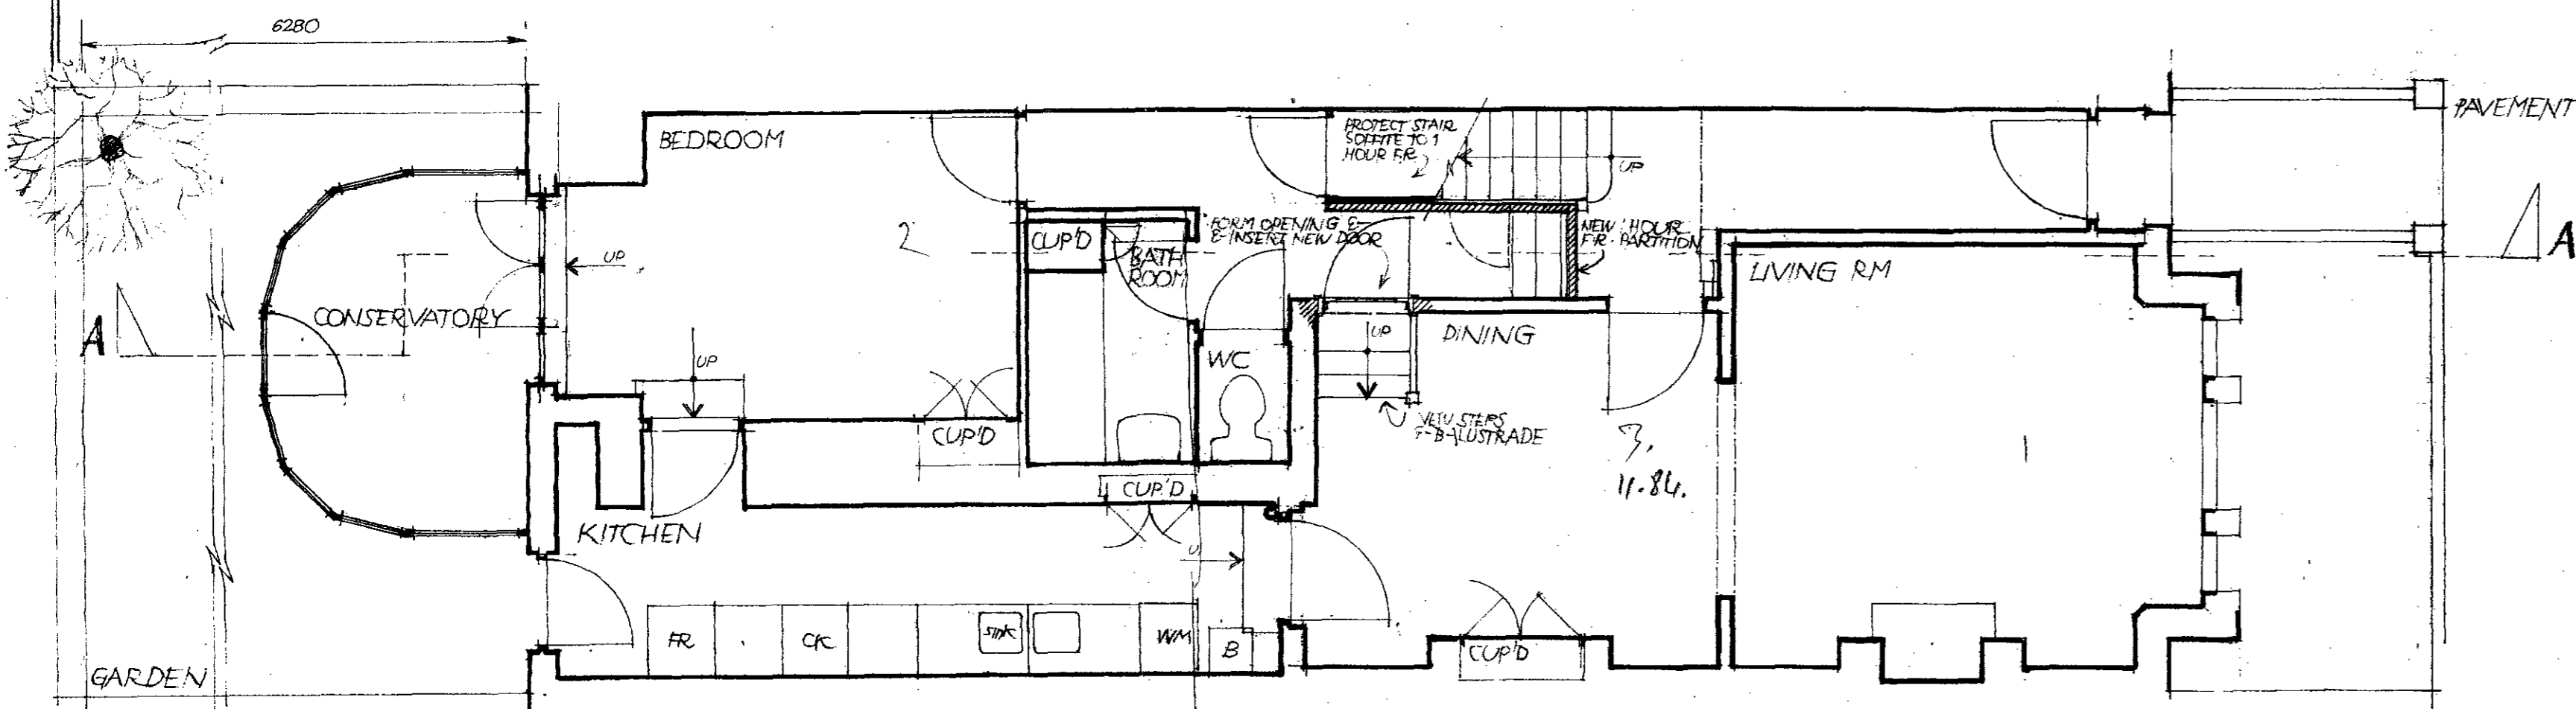 6280
PAVEMENT
BEDROOM
PROTECT STAIR
SOFFITE TO 1
HOUR F.R.
2
UP
2
CUP'D
BATH
ROOM
FORM OPENING &
& INSERT NEW DOOR
NEW 1 HOUR
F.R. PARTITION
LIVING RM
A
UP
CONSERVATORY
A
UP
WC
UP
DINING
CUP'D
STEPS
BALUSTRADE
3.
11.84.
1
CUP'D
KITCHEN
U
FR
CK
SINK
WM
B
CUP'D
GARDEN